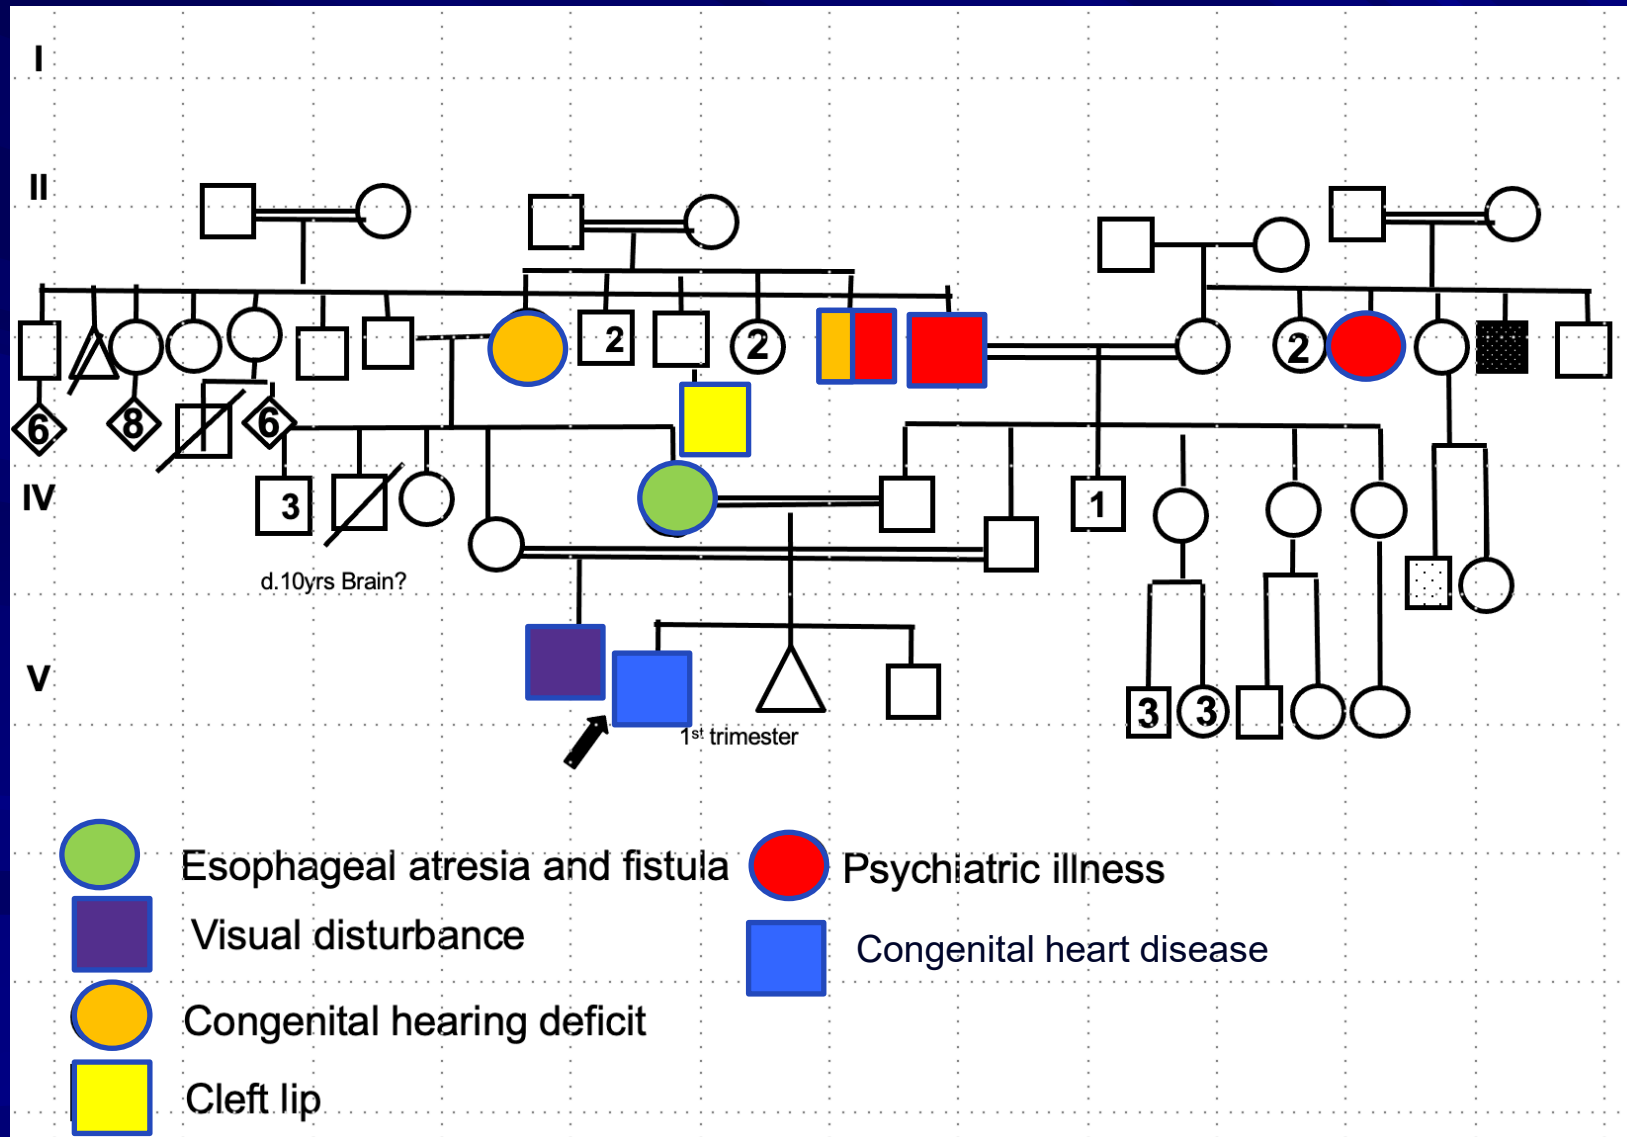 I
II
2
2
2
6
8
6
IV
3
1
d.10yrs Brain?
V
3
3
1st trimester
Esophageal atresia and fistula
Psychiatric illness
Visual disturbance
Congenital heart disease
Congenital hearing deficit
Cleft lip